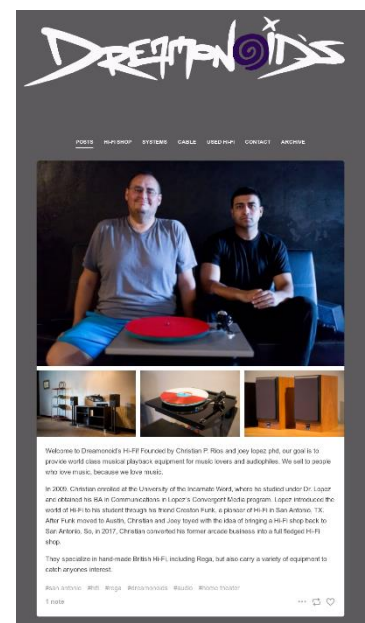 DREAMONOID'S
POSTS HI-FI SHOP SYSTEMS CABLE USED HI-FI CONTACT ARCHIVE
Welcome to Dreamonoid's Hi-Fi! Founded by Christian P. Rios and joey lopez phd, our goal is to
provide world class musical playback equipment for music lovers and audiophiles. We sell to people
who love music, because we love music.
In 2009, Christian enrolled at the University of the Incarnate Word, where he studied under Dr. Lopez
and obtained his BA in Communications in Lopez's Convergent Media program. Lopez introduced the
world of Hi-Fi to his student through his friend Croston Funk, a pioneer of Hi-Fi in San Antonio, TX.
After Funk moved to Austin, Christian and Joey toyed with the idea of bringing a Hi-Fi shop back to
San Antonio. So, in 2017, Christian converted his former arcade business into a full fledged Hi-Fi
shop.
They specialize in hand-made British Hi-Fi, including Rega, but also carry a variety of equipment to
catch anyones interest.
#san antonio #hifi #rega #dreamonoids #audio #home theater
1 note